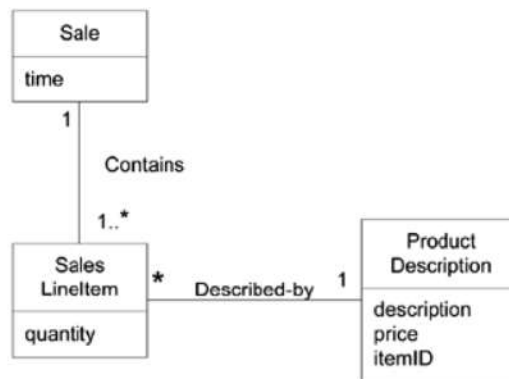 Sale
time
1
Contains
1..*
Sales
LineItem
quantity
*
Described-by
1
Product
Description
description
price
itemID